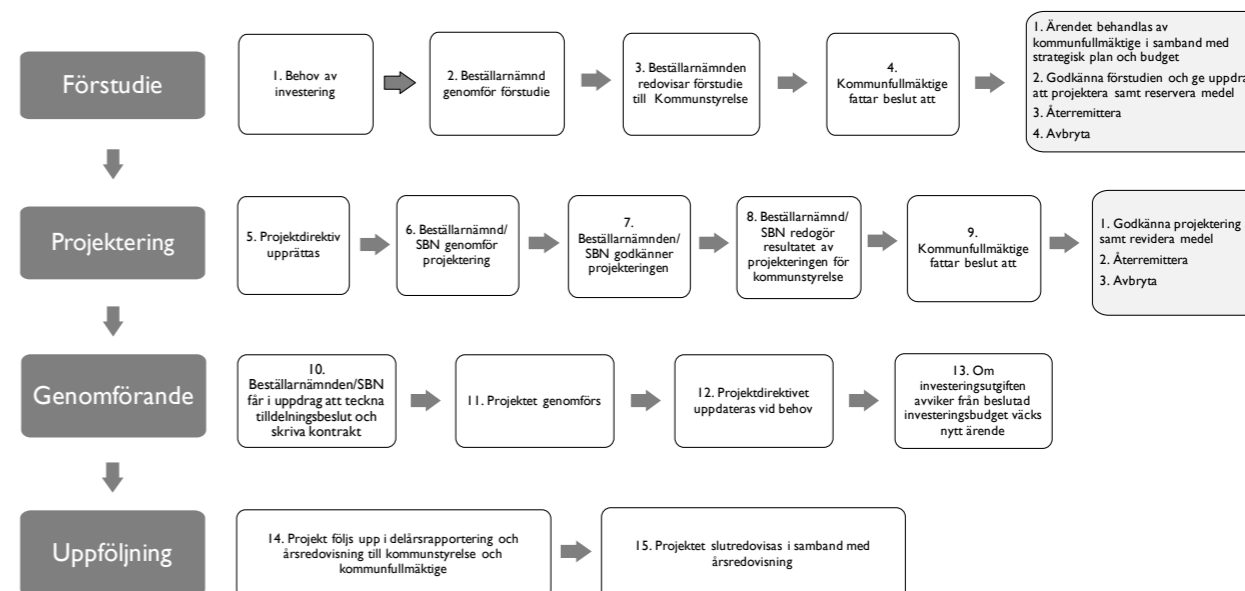 Förstudie
1. Behov av
investering
2. Beställarnämnd
genomför förstudie
3. Beställarnämnden
redovisar förstudie
till Kommunstyrelse
4.
Kommunfullmäktige
fattar beslut att
1. Ärendet behandlas av
kommunfullmäktige i samband med
strategisk plan och budget
2. Godkänna förstudien och ge
att projektera samt reservera medel
3. Återremittera
4. Avbryta
Projektering
5. Projektdirektiv
upprättas
6. Beställarnämnd/
SBN genomför
projektering
7.
Beställarnämnden/
SBN godkänner
projekteringen
8. Beställarnämnd/
SBN redogör
resultatet av
projekteringen för
kommunstyrelse
9.
Kommunfullmäktige
fattar beslut att
1. Godkänna projektering
samt revidera medel
2. Återremittera
3. Avbryta
Genomförande
10.
Beställarnämnden/SBN
får i uppdrag att teckna
tilldelningsbeslut och
skriva kontrakt
11. Projektet genomförs
12. Projektdirektivet
uppdateras vid behov
13. Om
investeringsutgiften
avviker från beslutad
investeringsbudget väcks
nytt ärende
Uppföljning
14. Projekt följs upp i delårsrapportering och
årsredovisning till kommunstyrelse och
kommunfullmäktige
15. Projektet slutredovisas i samband med
årsredovisning